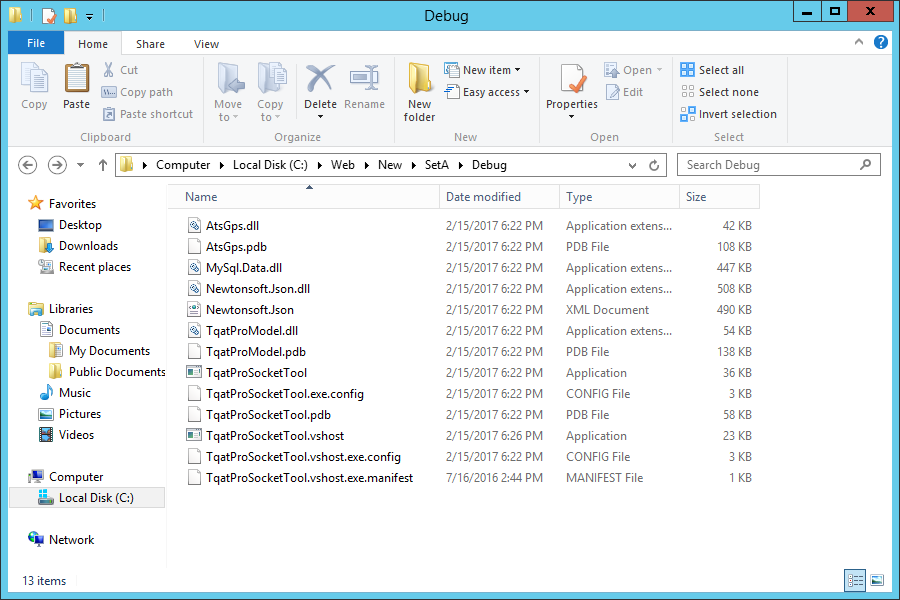 Debug
File Home Share View
Copy
Paste
Cut
Copy path
Paste shortcut
Clipboard
Move to
Copy to
Delete
Rename
Organize
New folder
New item
Easy access
New
Properties
Open
Edit
Open
Select all
Select none
Invert selection
Select
Computer Local Disk (C:) Web New SetA Debug
Search Debug
Favorites
Desktop
Downloads
Recent places
Libraries
Documents
My Documents
Public Documents
Music
Pictures
Videos
Computer
Local Disk (C:)
Network
Name Date modified Type Size
AtsGps.dll 2/15/2017 6:22 PM Application extens... 42 KB
AtsGps.pdb 2/15/2017 6:22 PM PDB File 108 KB
MySql.Data.dll 2/15/2017 6:22 PM Application extens... 447 KB
Newtonsoft.Json.dll 2/15/2017 6:22 PM Application extens... 508 KB
Newtonsoft.Json 2/15/2017 6:22 PM XML Document 490 KB
TqatProModel.dll 2/15/2017 6:22 PM Application extens... 54 KB
TqatProModel.pdb 2/15/2017 6:22 PM PDB File 138 KB
TqatProSocketTool 2/15/2017 6:22 PM Application 36 KB
TqatProSocketTool.exe.config 2/15/2017 6:22 PM CONFIG File 3 KB
TqatProSocketTool.pdb 2/15/2017 6:22 PM PDB File 58 KB
TqatProSocketTool.vshost 2/15/2017 6:26 PM Application 23 KB
TqatProSocketTool.vshost.exe.config 2/15/2017 6:22 PM CONFIG File 3 KB
TqatProSocketTool.vshost.exe.manifest 7/16/2016 2:44 PM MANIFEST File 1 KB
13 items